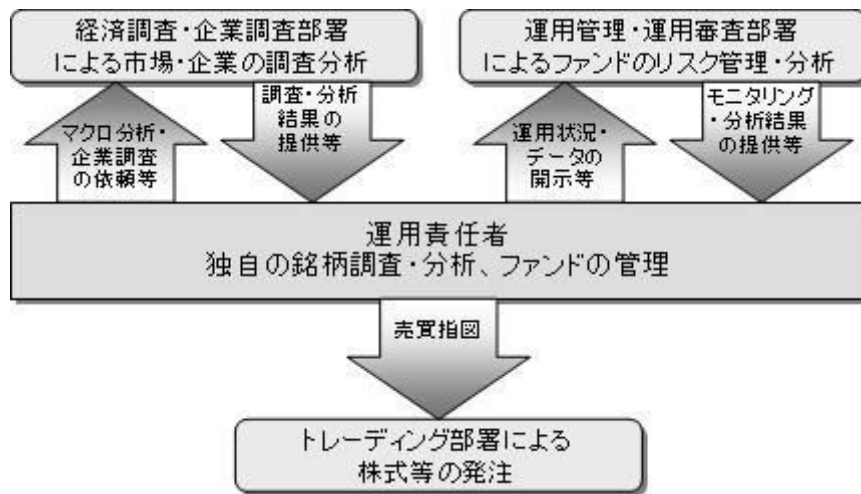 経済調査・企業調査部署
による市場・企業の調査分析
運用管理・運用審査部署
によるファンドのリスク管理・分析
マクロ分析・
企業調査
の依頼等
調査・分析
結果の
提供等
運用状況・
データの
開示等
モニタリング
・分析結果
の提供等
運用責任者
独自の銘柄調査・分析、ファンドの管理
売買指図
トレーディング部署による
株式等の発注